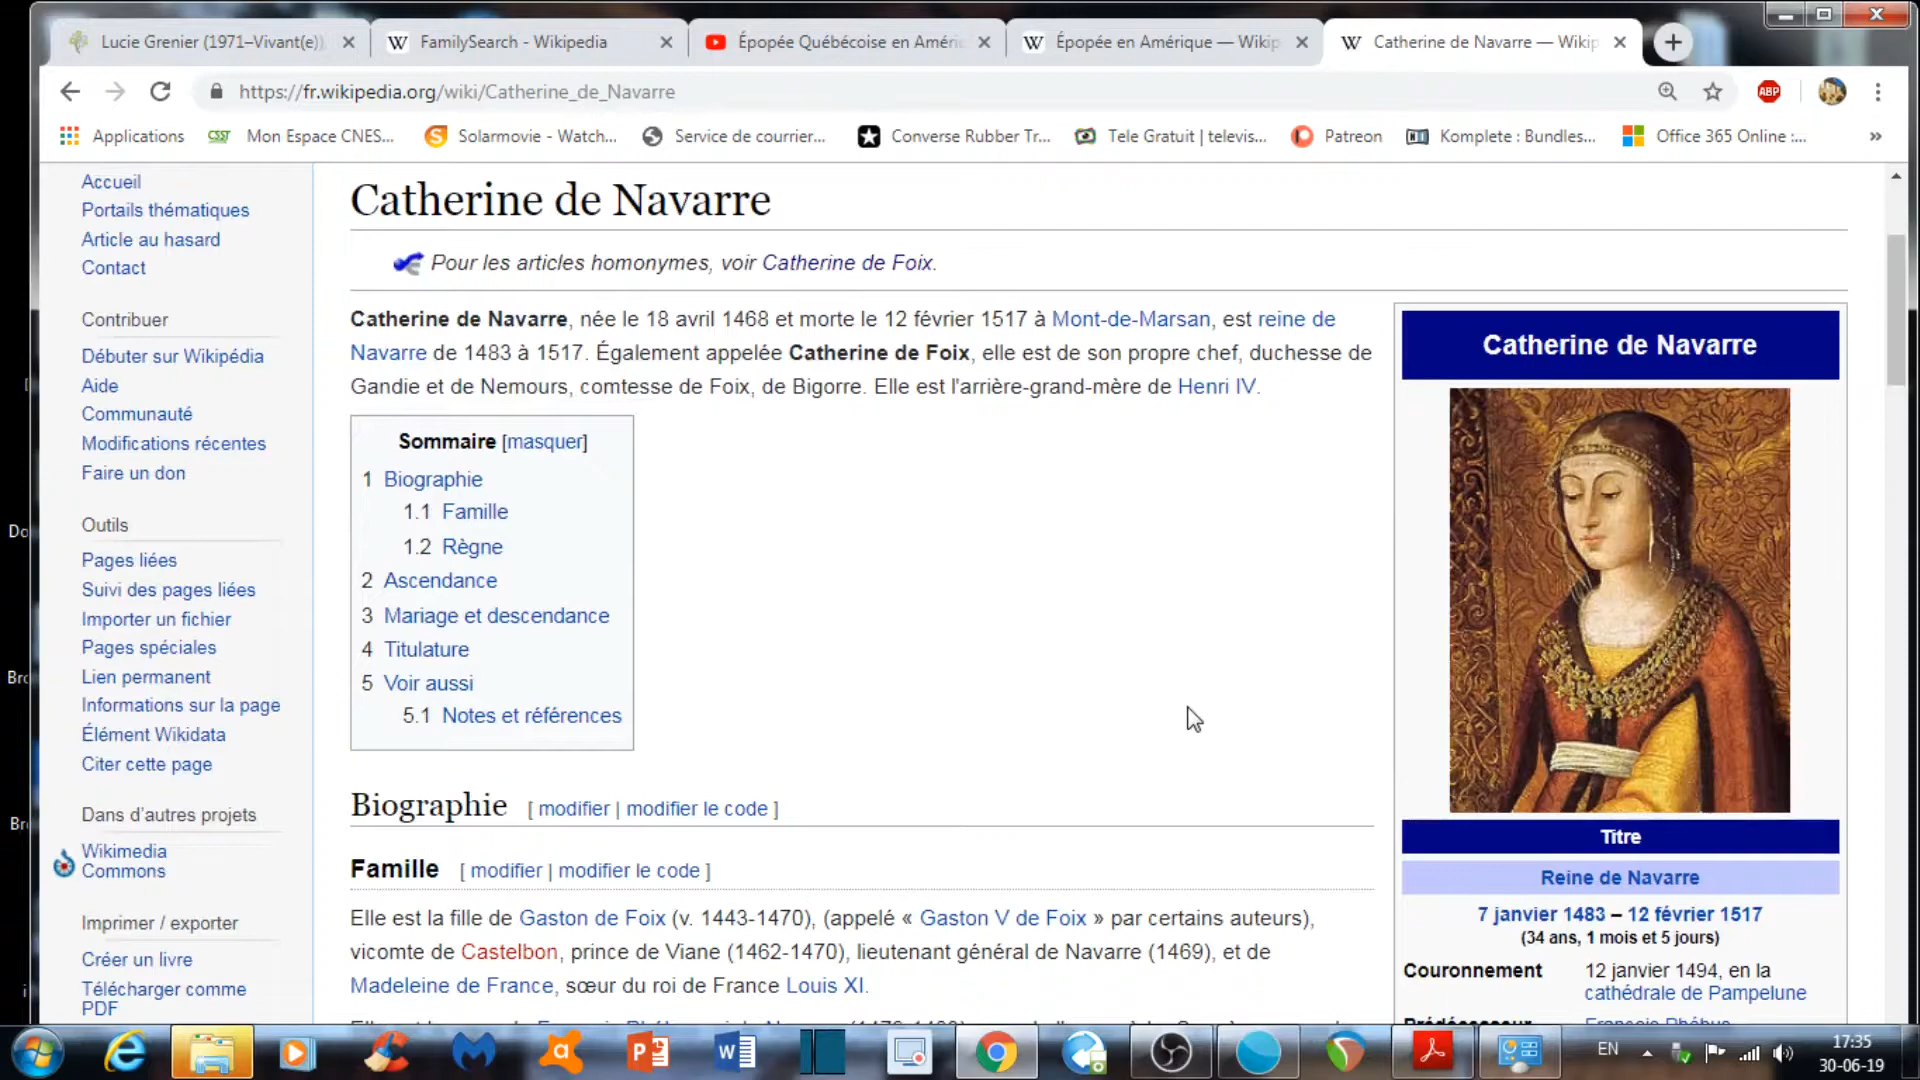 Lucie Grenier (1971–Vivant(e))
FamilySearch - Wikipedia
Épopée Québécoise en Améri
Épopée en Amérique — Wikip
Catherine de Navarre — Wikip
https://fr.wikipedia.org/wiki/Catherine_de_Navarre
ABP
Applications
CSST
Mon Espace CNES...
Solarmovie - Watch...
Service de courrier...
Converse Rubber Tr...
Tele Gratuit | televis...
Patreon
Komplete : Bundles...
Office 365 Online :...
»
Accueil
Portails thématiques
Article au hasard
Contact
Contribuer
Débuter sur Wikipédia
Aide
Communauté
Modifications récentes
Faire un don
Outils
Pages liées
Suivi des pages liées
Importer un fichier
Pages spéciales
Lien permanent
Informations sur la page
Élément Wikidata
Citer cette page
Dans d'autres projets
Wikimedia
Commons
Imprimer / exporter
Créer un livre
Télécharger comme
PDF
Catherine de Navarre
Pour les articles homonymes, voir Catherine de Foix.
Catherine de Navarre, née le 18 avril 1468 et morte le 12 février 1517 à Mont-de-Marsan, est reine de
Navarre de 1483 à 1517. Également appelée Catherine de Foix, elle est de son propre chef, duchesse de
Gandie et de Nemours, comtesse de Foix, de Bigorre. Elle est l'arrière-grand-mère de Henri IV.
Sommaire [masquer]
1 Biographie
1.1 Famille
1.2 Règne
2 Ascendance
3 Mariage et descendance
4 Titulature
5 Voir aussi
5.1 Notes et références
Biographie [ modifier | modifier le code ]
Famille [ modifier | modifier le code ]
Elle est la fille de Gaston de Foix (v. 1443-1470), (appelé « Gaston V de Foix » par certains auteurs),
vicomte de Castelbon, prince de Viane (1462-1470), lieutenant général de Navarre (1469), et de
Madeleine de France, sœur du roi de France Louis XI.
Catherine de Navarre
Titre
Reine de Navarre
7 janvier 1483 – 12 février 1517
(34 ans, 1 mois et 5 jours)
Couronnement 12 janvier 1494, en la
cathédrale de Pampelune
Prédécesseur François Phébus
Do
Bro
Br
EN
17:35
30-06-19